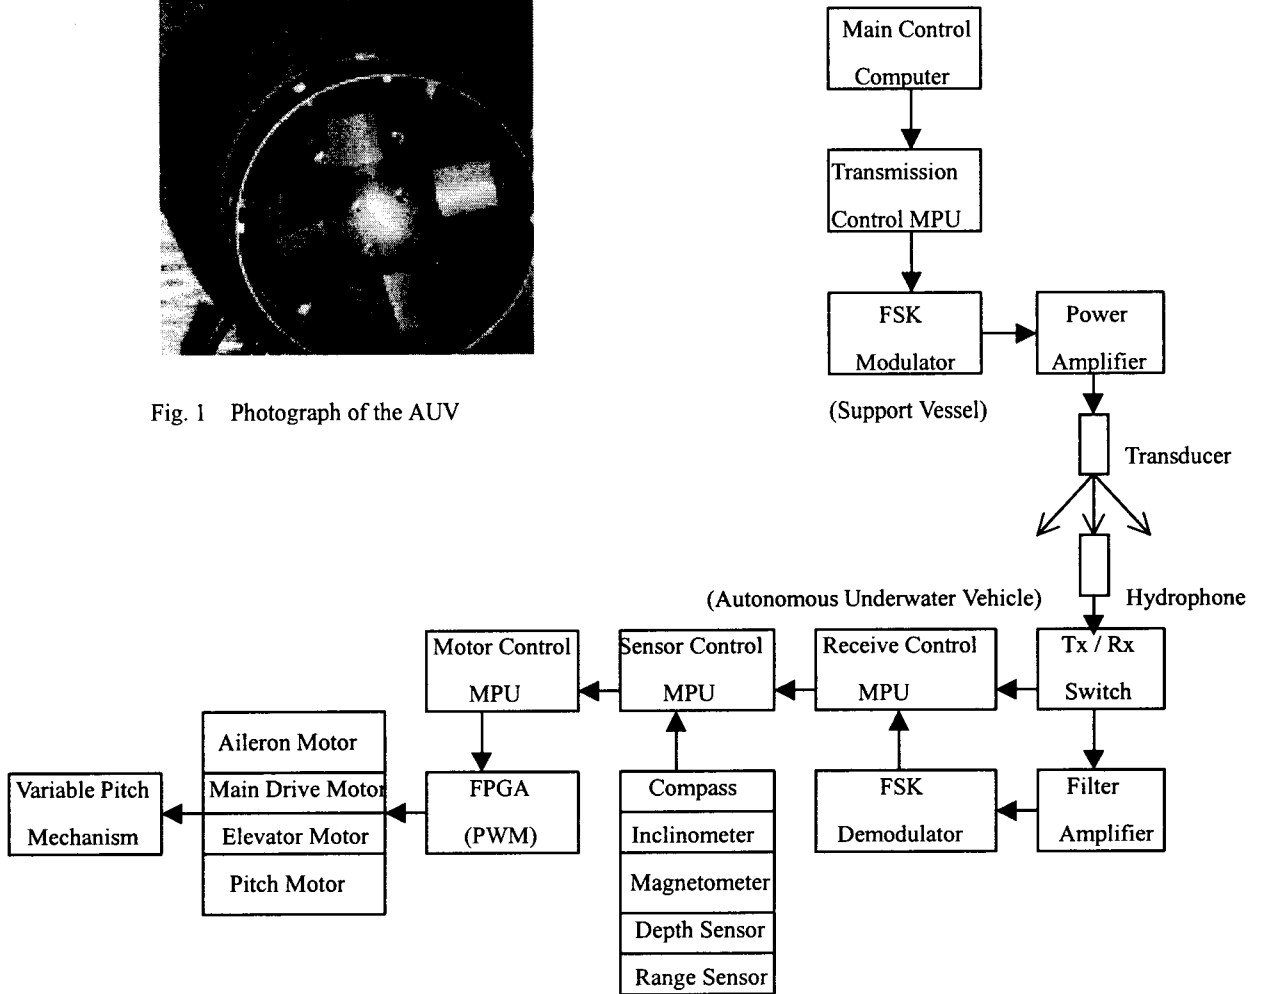 Main Control
Computer
Transmission
Control MPU
FSK
Modulator
Power
Amplifier
(Support Vessel)
Fig. 1 Photograph of the AUV
Transducer
(Autonomous Underwater Vehicle)
Hydrophone
Motor Control
MPU
Sensor Control
MPU
Receive Control
MPU
Tx / Rx
Switch
Aileron Motor
Main Drive Motor
Elevator Motor
Pitch Motor
Variable Pitch
Mechanism
FPGA
(PWM)
Compass
Inclinometer
Magnetometer
Depth Sensor
Range Sensor
FSK
Demodulator
Filter
Amplifier